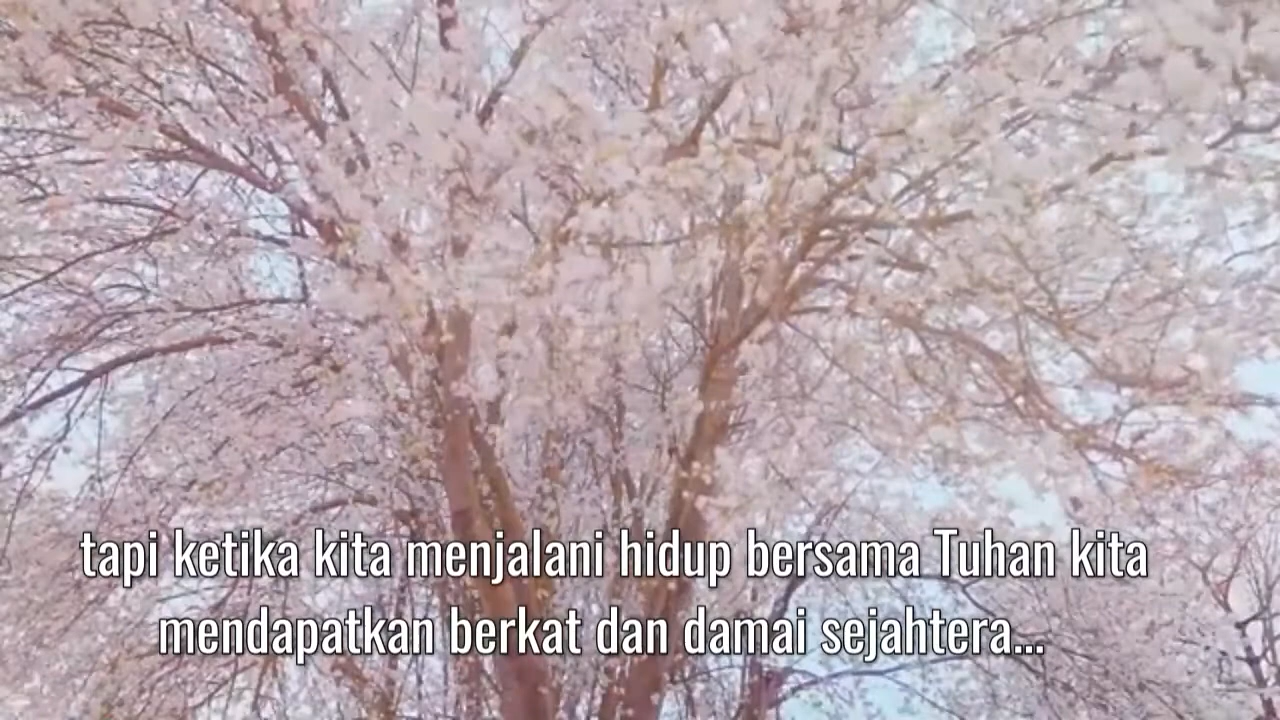 tapi ketika kita menjalani hidup bersama Tuhan kita
mendapatkan berkat dan damai sejahtera...